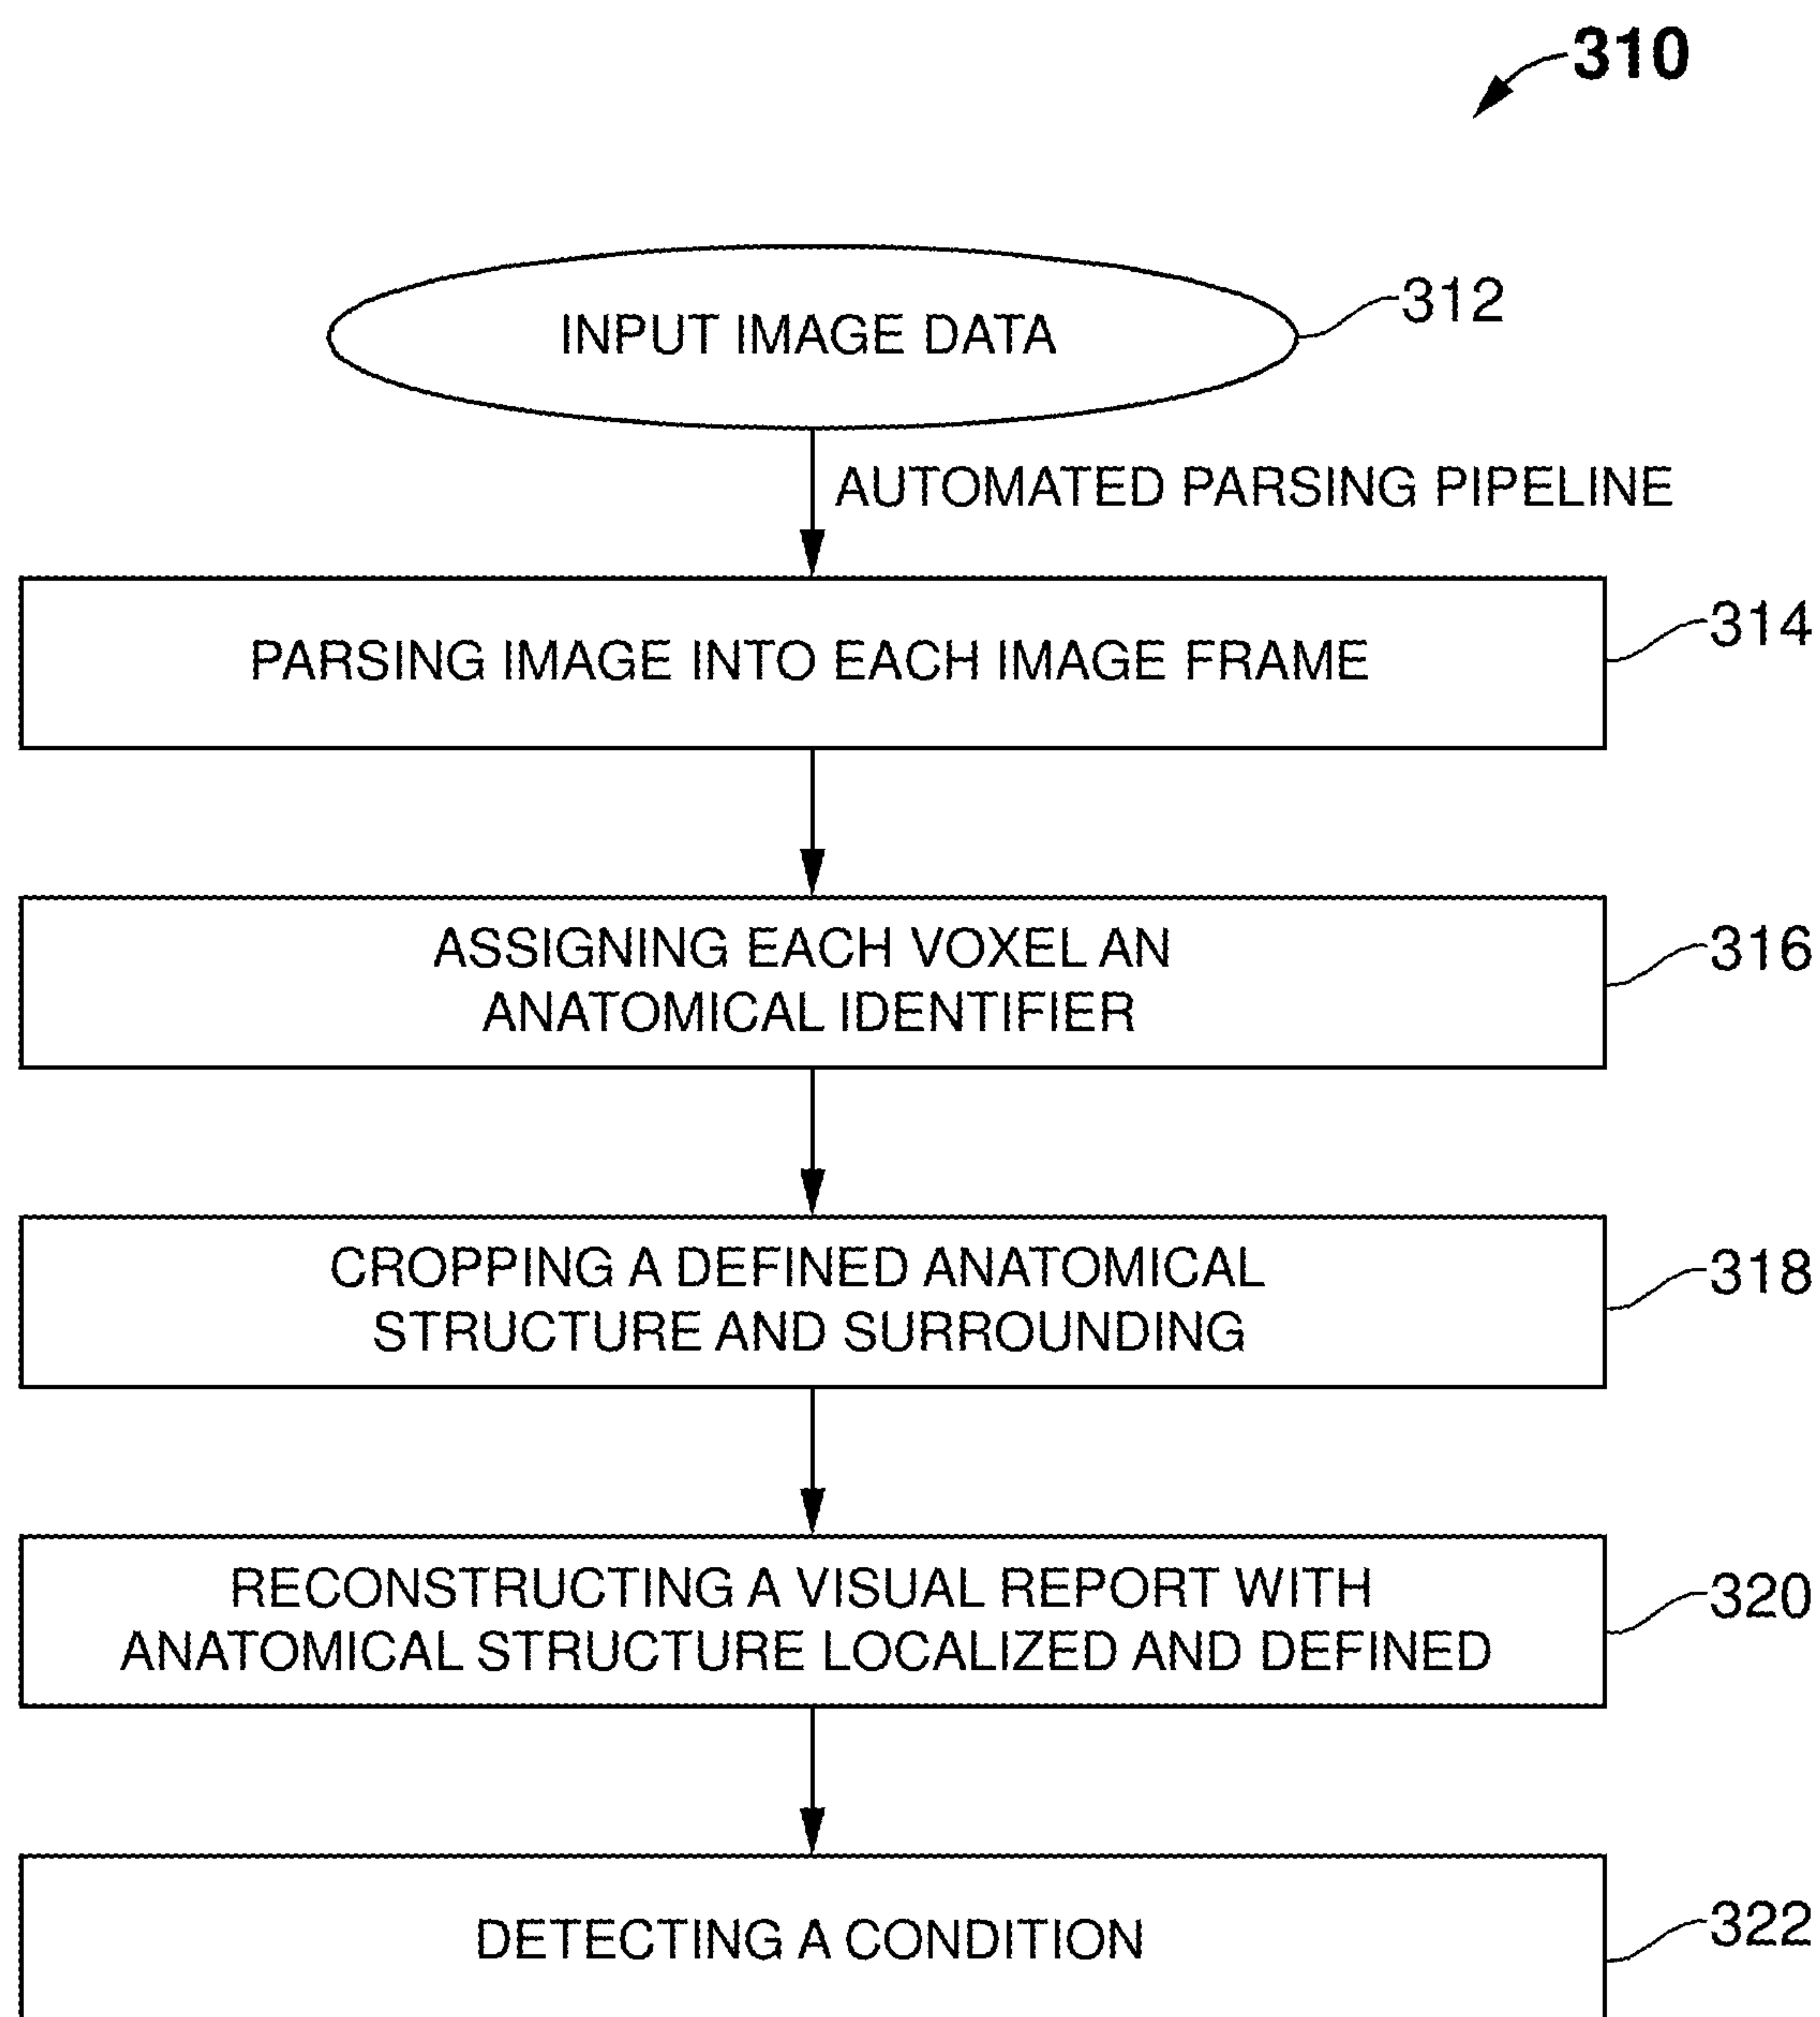 310
INPUT IMAGE DATA
312
AUTOMATED PARSING PIPELINE
PARSING IMAGE INTO EACH IMAGE FRAME
314
ASSIGNING EACH VOXEL AN
ANATOMICAL IDENTIFIER
316
CROPPING A DEFINED ANATOMICAL
STRUCTURE AND SURROUNDING
318
RECONSTRUCTING A VISUAL REPORT WITH
ANATOMICAL STRUCTURE LOCALIZED AND DEFINED
320
DETECTING A CONDITION
322